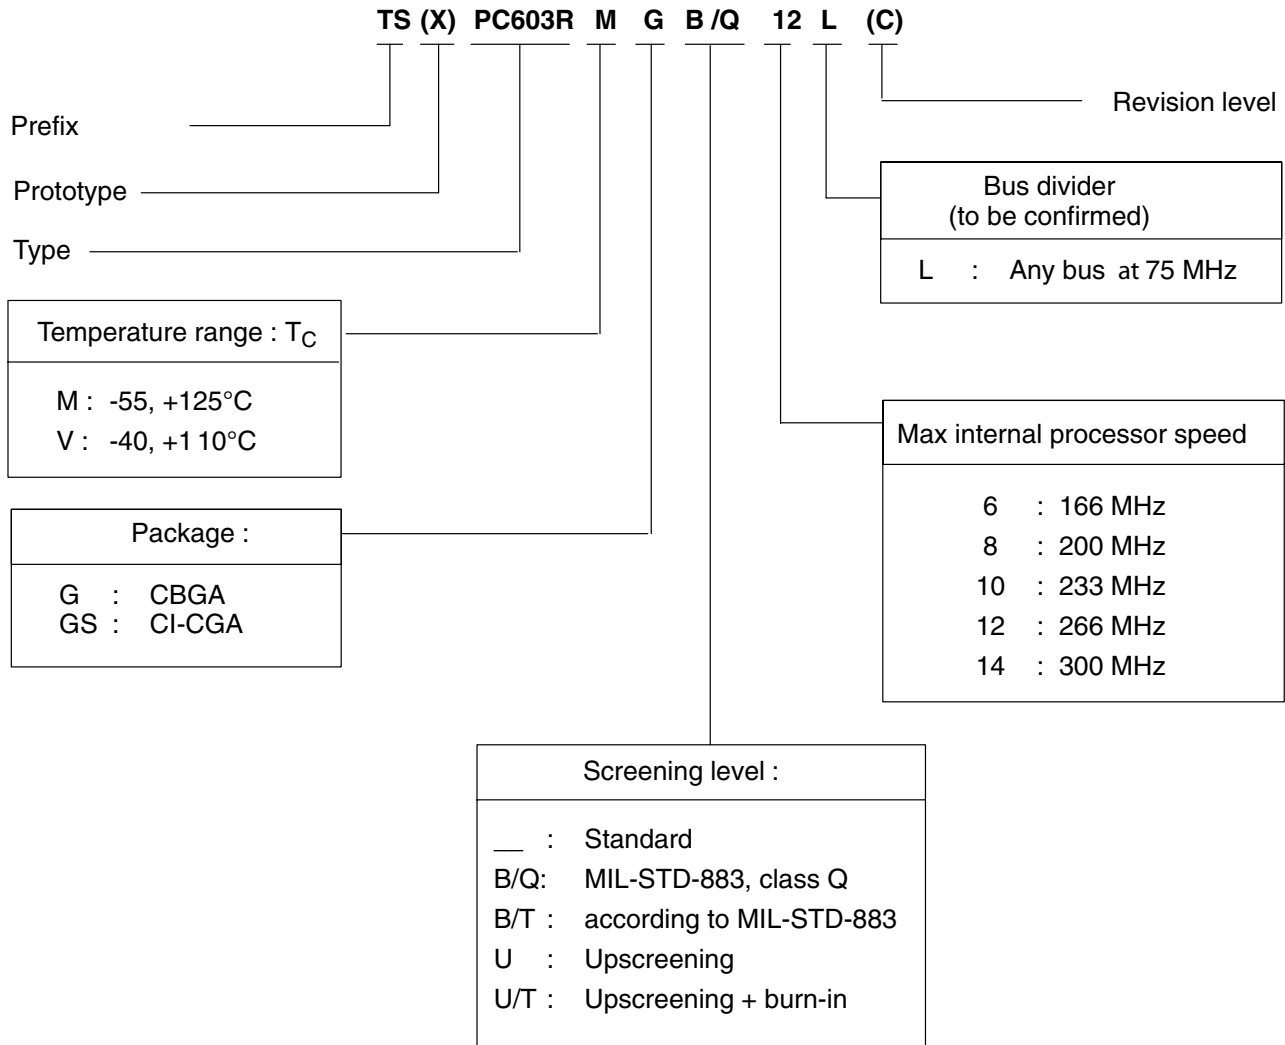 TS (X) PC603R M G B /Q 12 L (C)
Revision level
Prefix
Prototype
Type
Bus divider
(to be confirmed)
L : Any bus at 75 MHz
Temperature range : TC
M : -55, +125°C
V : -40, +1 10°C
Max internal processor speed
6 : 166 MHz
8 : 200 MHz
10 : 233 MHz
12 : 266 MHz
14 : 300 MHz
Package :
G : CBGA
GS : CI-CGA
Screening level :
__ : Standard
B/Q: MIL-STD-883, class Q
B/T : according to MIL-STD-883
U : Upscreening
U/T : Upscreening + burn-in